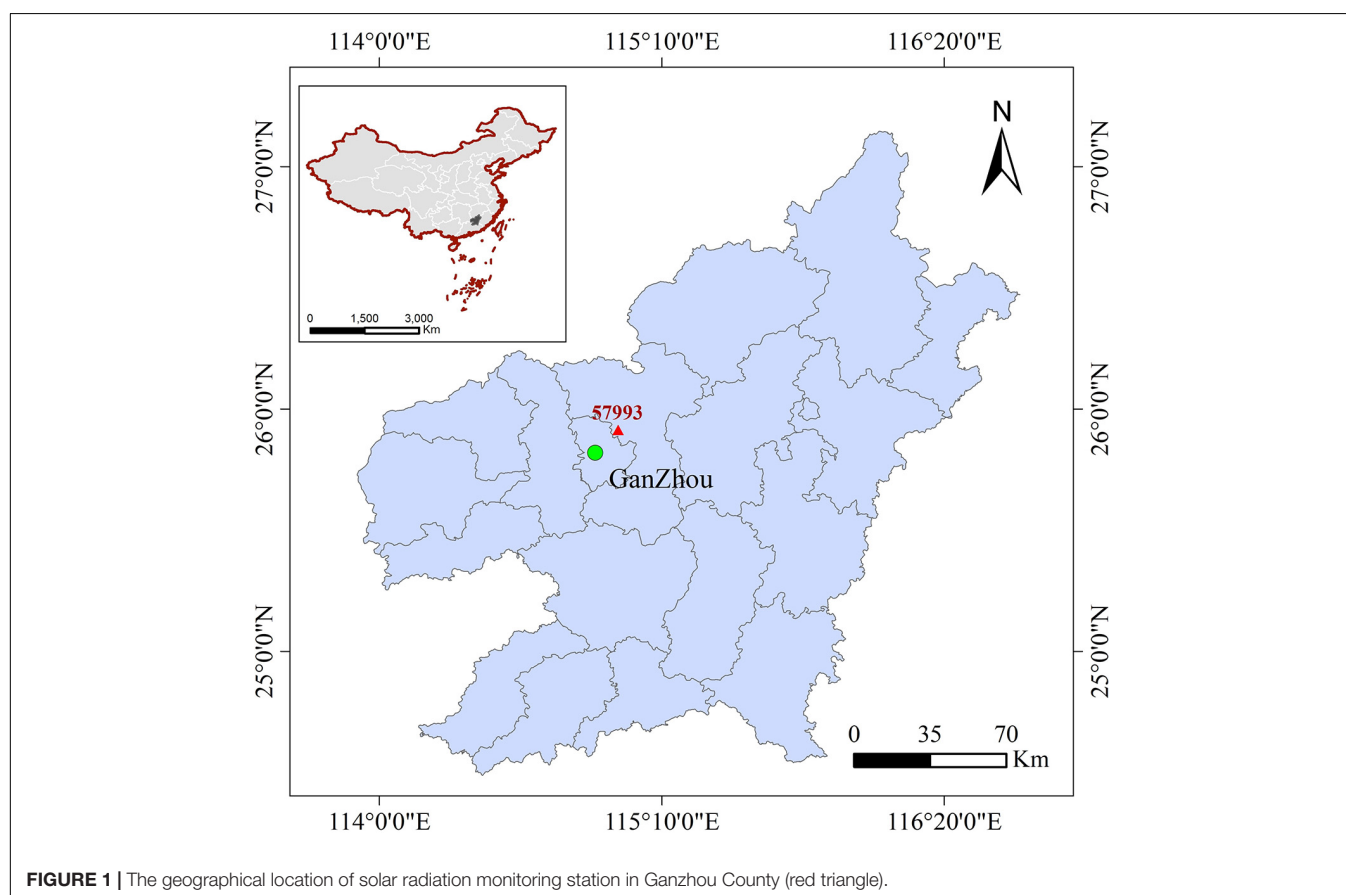 114°0'0"E 115°10'0"E 116°20'0"E
N
27°0'0"N
27°0'0"N
0 1,500 3,000
Km
26°0'0"N
26°0'0"N
57993
GanZhou
25°0'0"N
25°0'0"N
0 35 70
Km
114°0'0"E 115°10'0"E 116°20'0"E
FIGURE 1 | The geographical location of solar radiation monitoring station in Ganzhou County (red triangle).